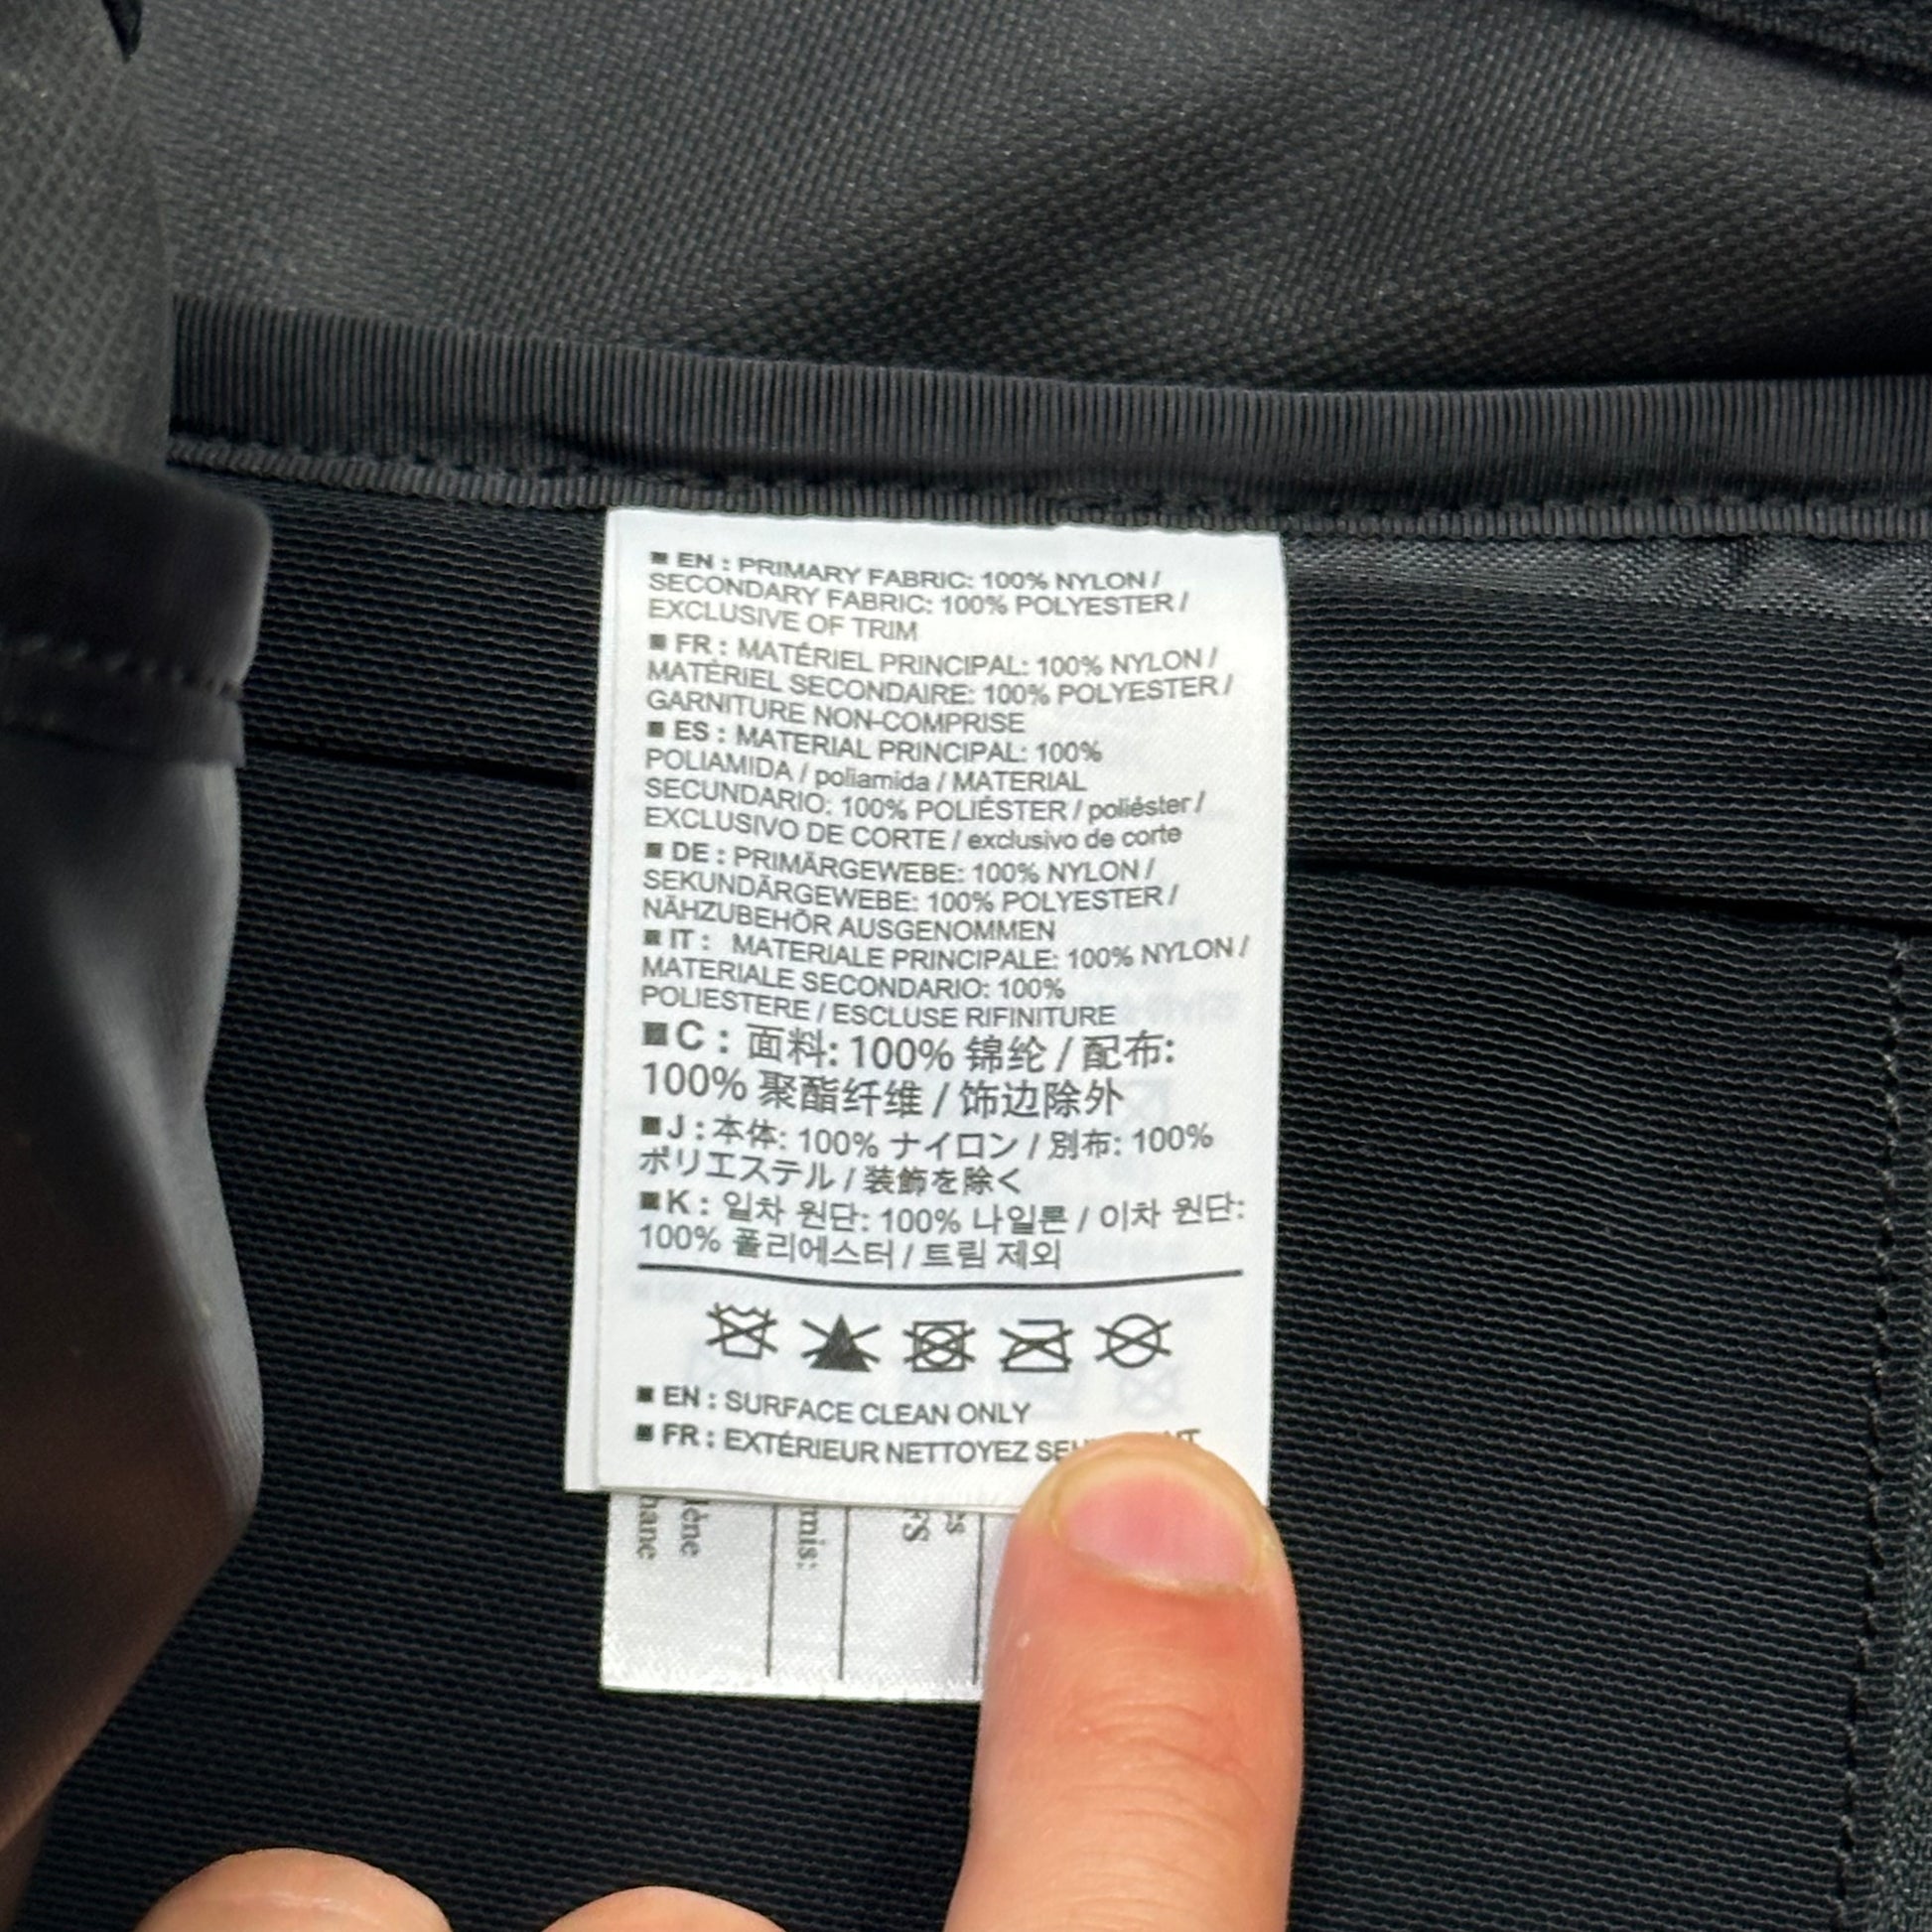 ■ EN : PRIMARY FABRIC: 100% NYLON /
SECONDARY FABRIC: 100% POLYESTER /
EXCLUSIVE OF TRIM
■ FR : MATÉRIEL PRINCIPAL: 100% NYLON /
MATÉRIEL SECONDAIRE: 100% POLYESTER /
GARNITURE NON-COMPRISE
■ ES : MATERIAL PRINCIPAL: 100%
POLIAMIDA / poliamida / MATERIAL
SECUNDARIO: 100% POLIÉSTER / poliéster /
EXCLUSIVO DE CORTE / exclusivo de corte
■ DE : PRIMÄRGEWEBE: 100% NYLON /
SEKUNDÄRGEWEBE: 100% POLYESTER /
NÄHZUBEHÖR AUSGENOMMEN
■ IT : MATERIALE PRINCIPALE: 100% NYLON /
MATERIALE SECONDARIO: 100%
POLIESTERE / ESCLUSE RIFINITURE
■ C : 面料: 100% 锦纶 / 配布:
100% 聚酯纤维 / 饰边除外
■ J : 本体: 100% ナイロン / 別布: 100%
ポリエステル / 装飾を除く
■ K : 일차 원단: 100% 나일론 / 이차 원단:
100% 폴리에스터 / 트림 제외
■ EN : SURFACE CLEAN ONLY
■ FR : EXTÉRIEUR NETTOYEZ